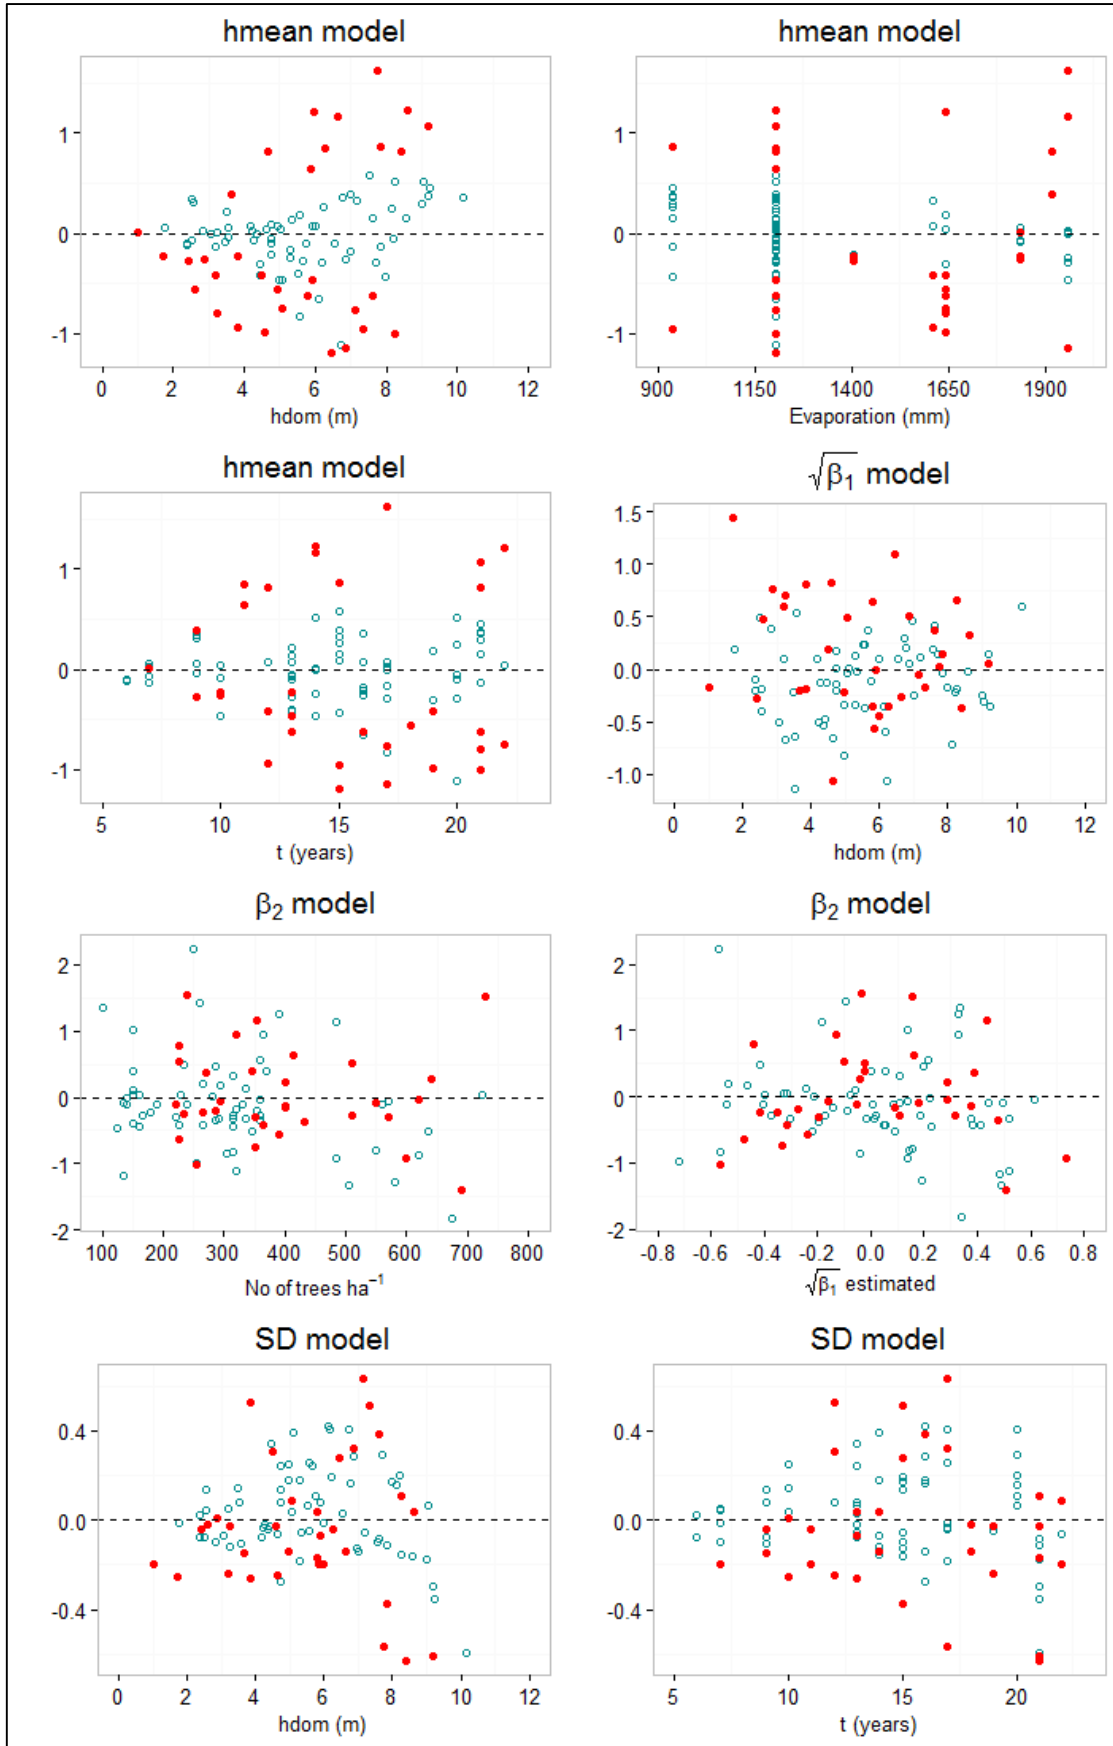 hmean model
1
0
-1
0 2 4 6 8 10 12
hdom (m)
hmean model
1
0
-1
900 1150 1400 1650 1900
Evaporation (mm)
hmean model
1
0
-1
5 10 15 20
t (years)
√β₁ model
1.5
1.0
0.5
0.0
-0.5
-1.0
0 2 4 6 8 10 12
hdom (m)
β₂ model
2
1
0
-1
-2
100 200 300 400 500 600 700 800
No of trees ha⁻¹
β₂ model
2
1
0
-1
-2
-0.8 -0.6 -0.4 -0.2 0.0 0.2 0.4 0.6 0.8
√β₁ estimated
SD model
0.4
0.0
-0.4
0 2 4 6 8 10 12
hdom (m)
SD model
0.4
0.0
-0.4
5 10 15 20
t (years)